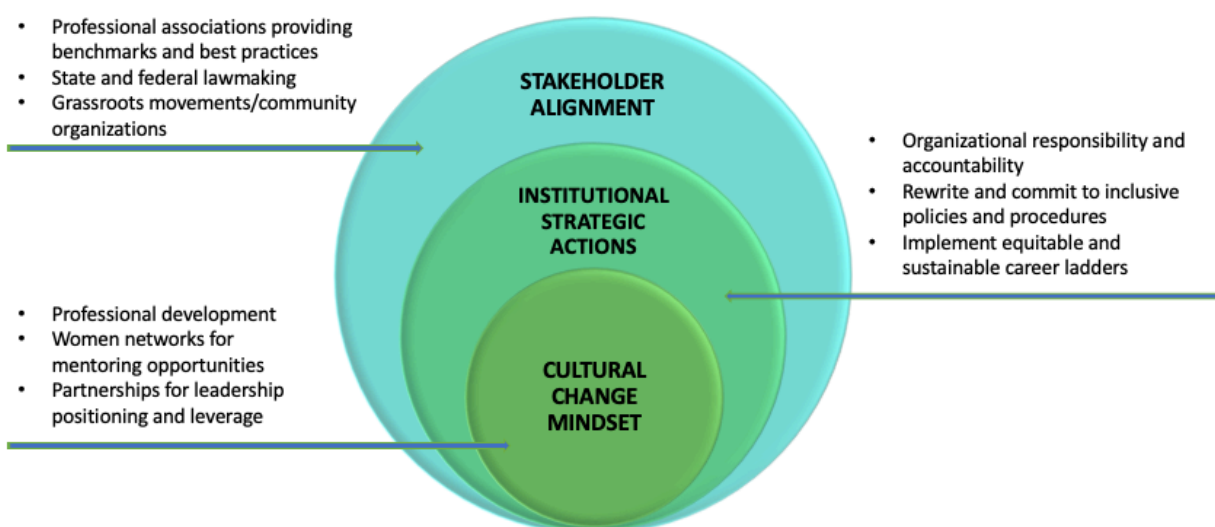 • Professional associations providing
benchmarks and best practices
• State and federal lawmaking
• Grassroots movements/community
organizations
STAKEHOLDER
ALIGNMENT
• Organizational responsibility and
accountability
• Rewrite and commit to inclusive
policies and procedures
• Implement equitable and
sustainable career ladders
INSTITUTIONAL
STRATEGIC
ACTIONS
• Professional development
• Women networks for
mentoring opportunities
• Partnerships for leadership
positioning and leverage
CULTURAL
CHANGE
MINDSET